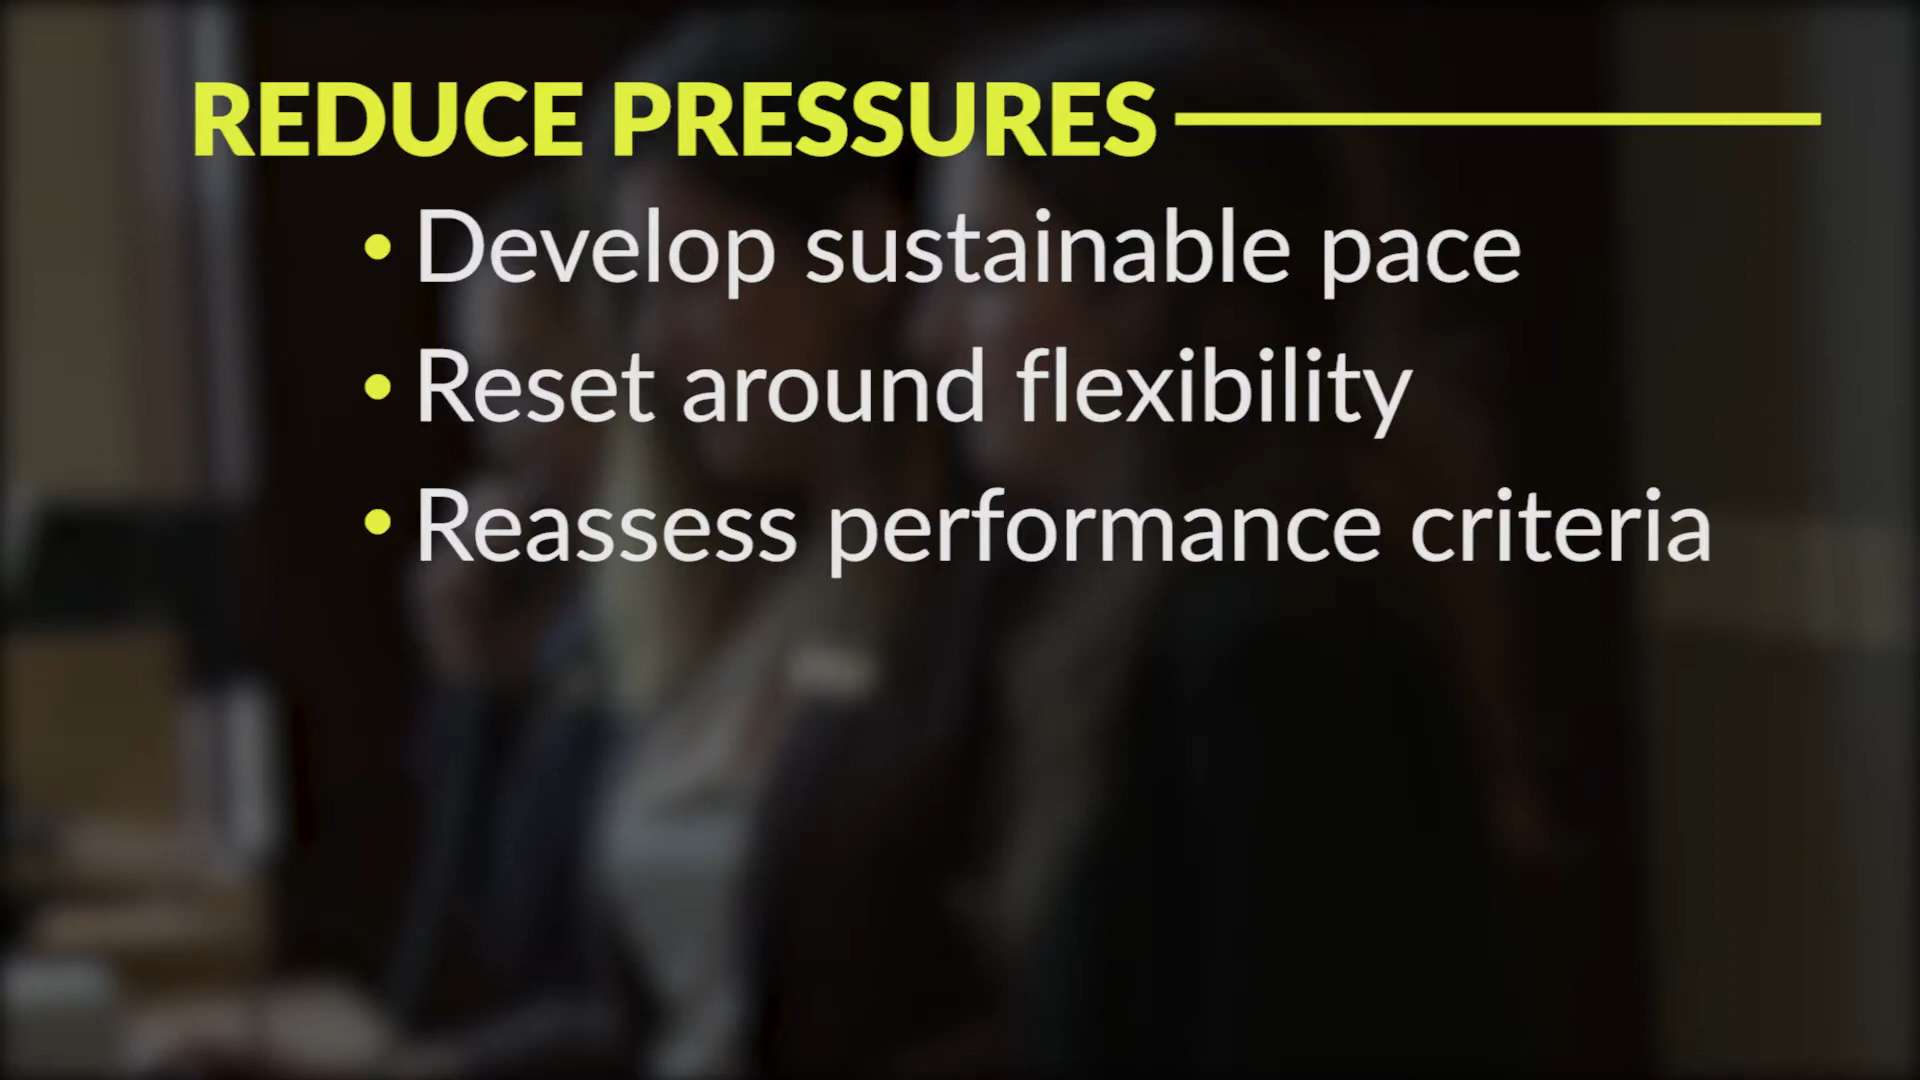 REDUCE PRESSURES
• Develop sustainable pace
• Reset around flexibility
• Reassess performance criteria